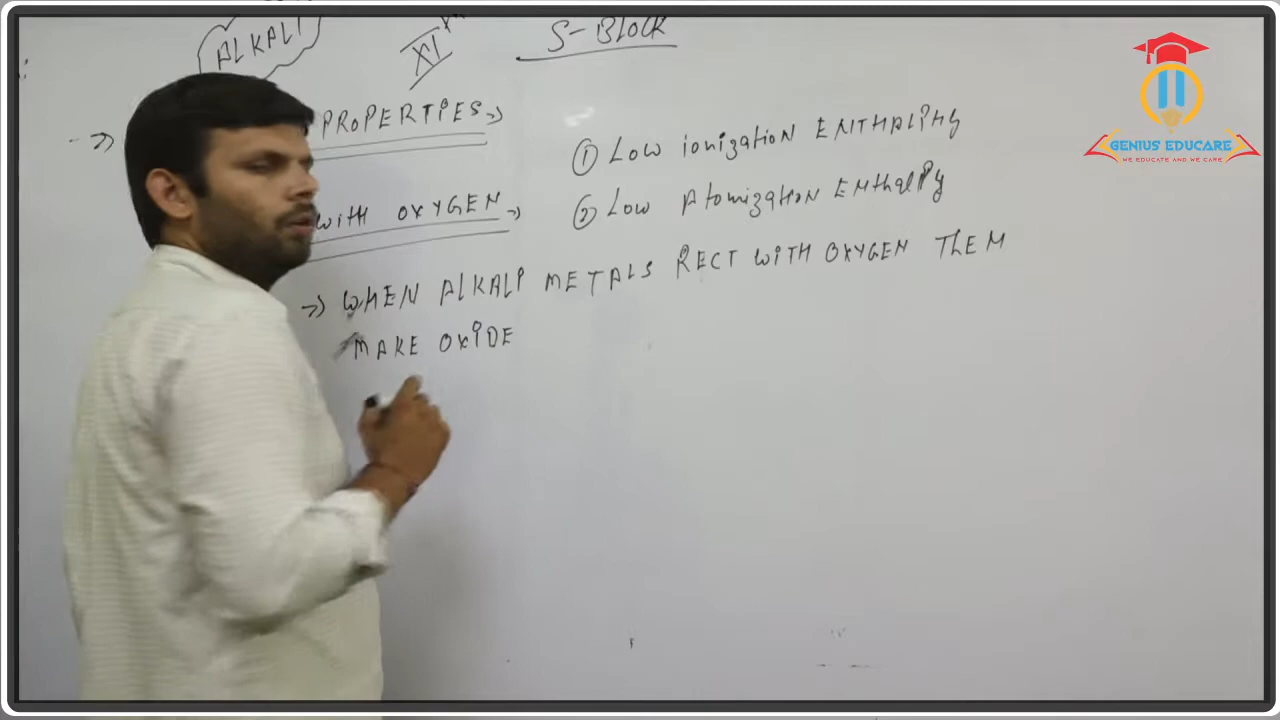 ALKALI
XI
S-BLOCK
PROPERTIES
① Low ionization ENTHALPHy
WITH OXYGEN
② Low Atomization ENthalPy
WHEN ALKALI METALS RECT WITH OXYGEN THEM
MAKE OXIDE
GENIUS EDUCARE
WE EDUCATE AND WE CARE